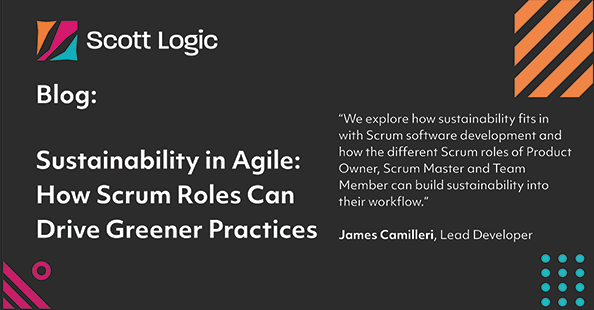 Scott Logic
Blog:
Sustainability in Agile:
How Scrum Roles Can
Drive Greener Practices
“We explore how sustainability fits in
with Scrum software development and
how the different Scrum roles of Product
Owner, Scrum Master and Team
Member can build sustainability into
their workflow.”
James Camilleri, Lead Developer